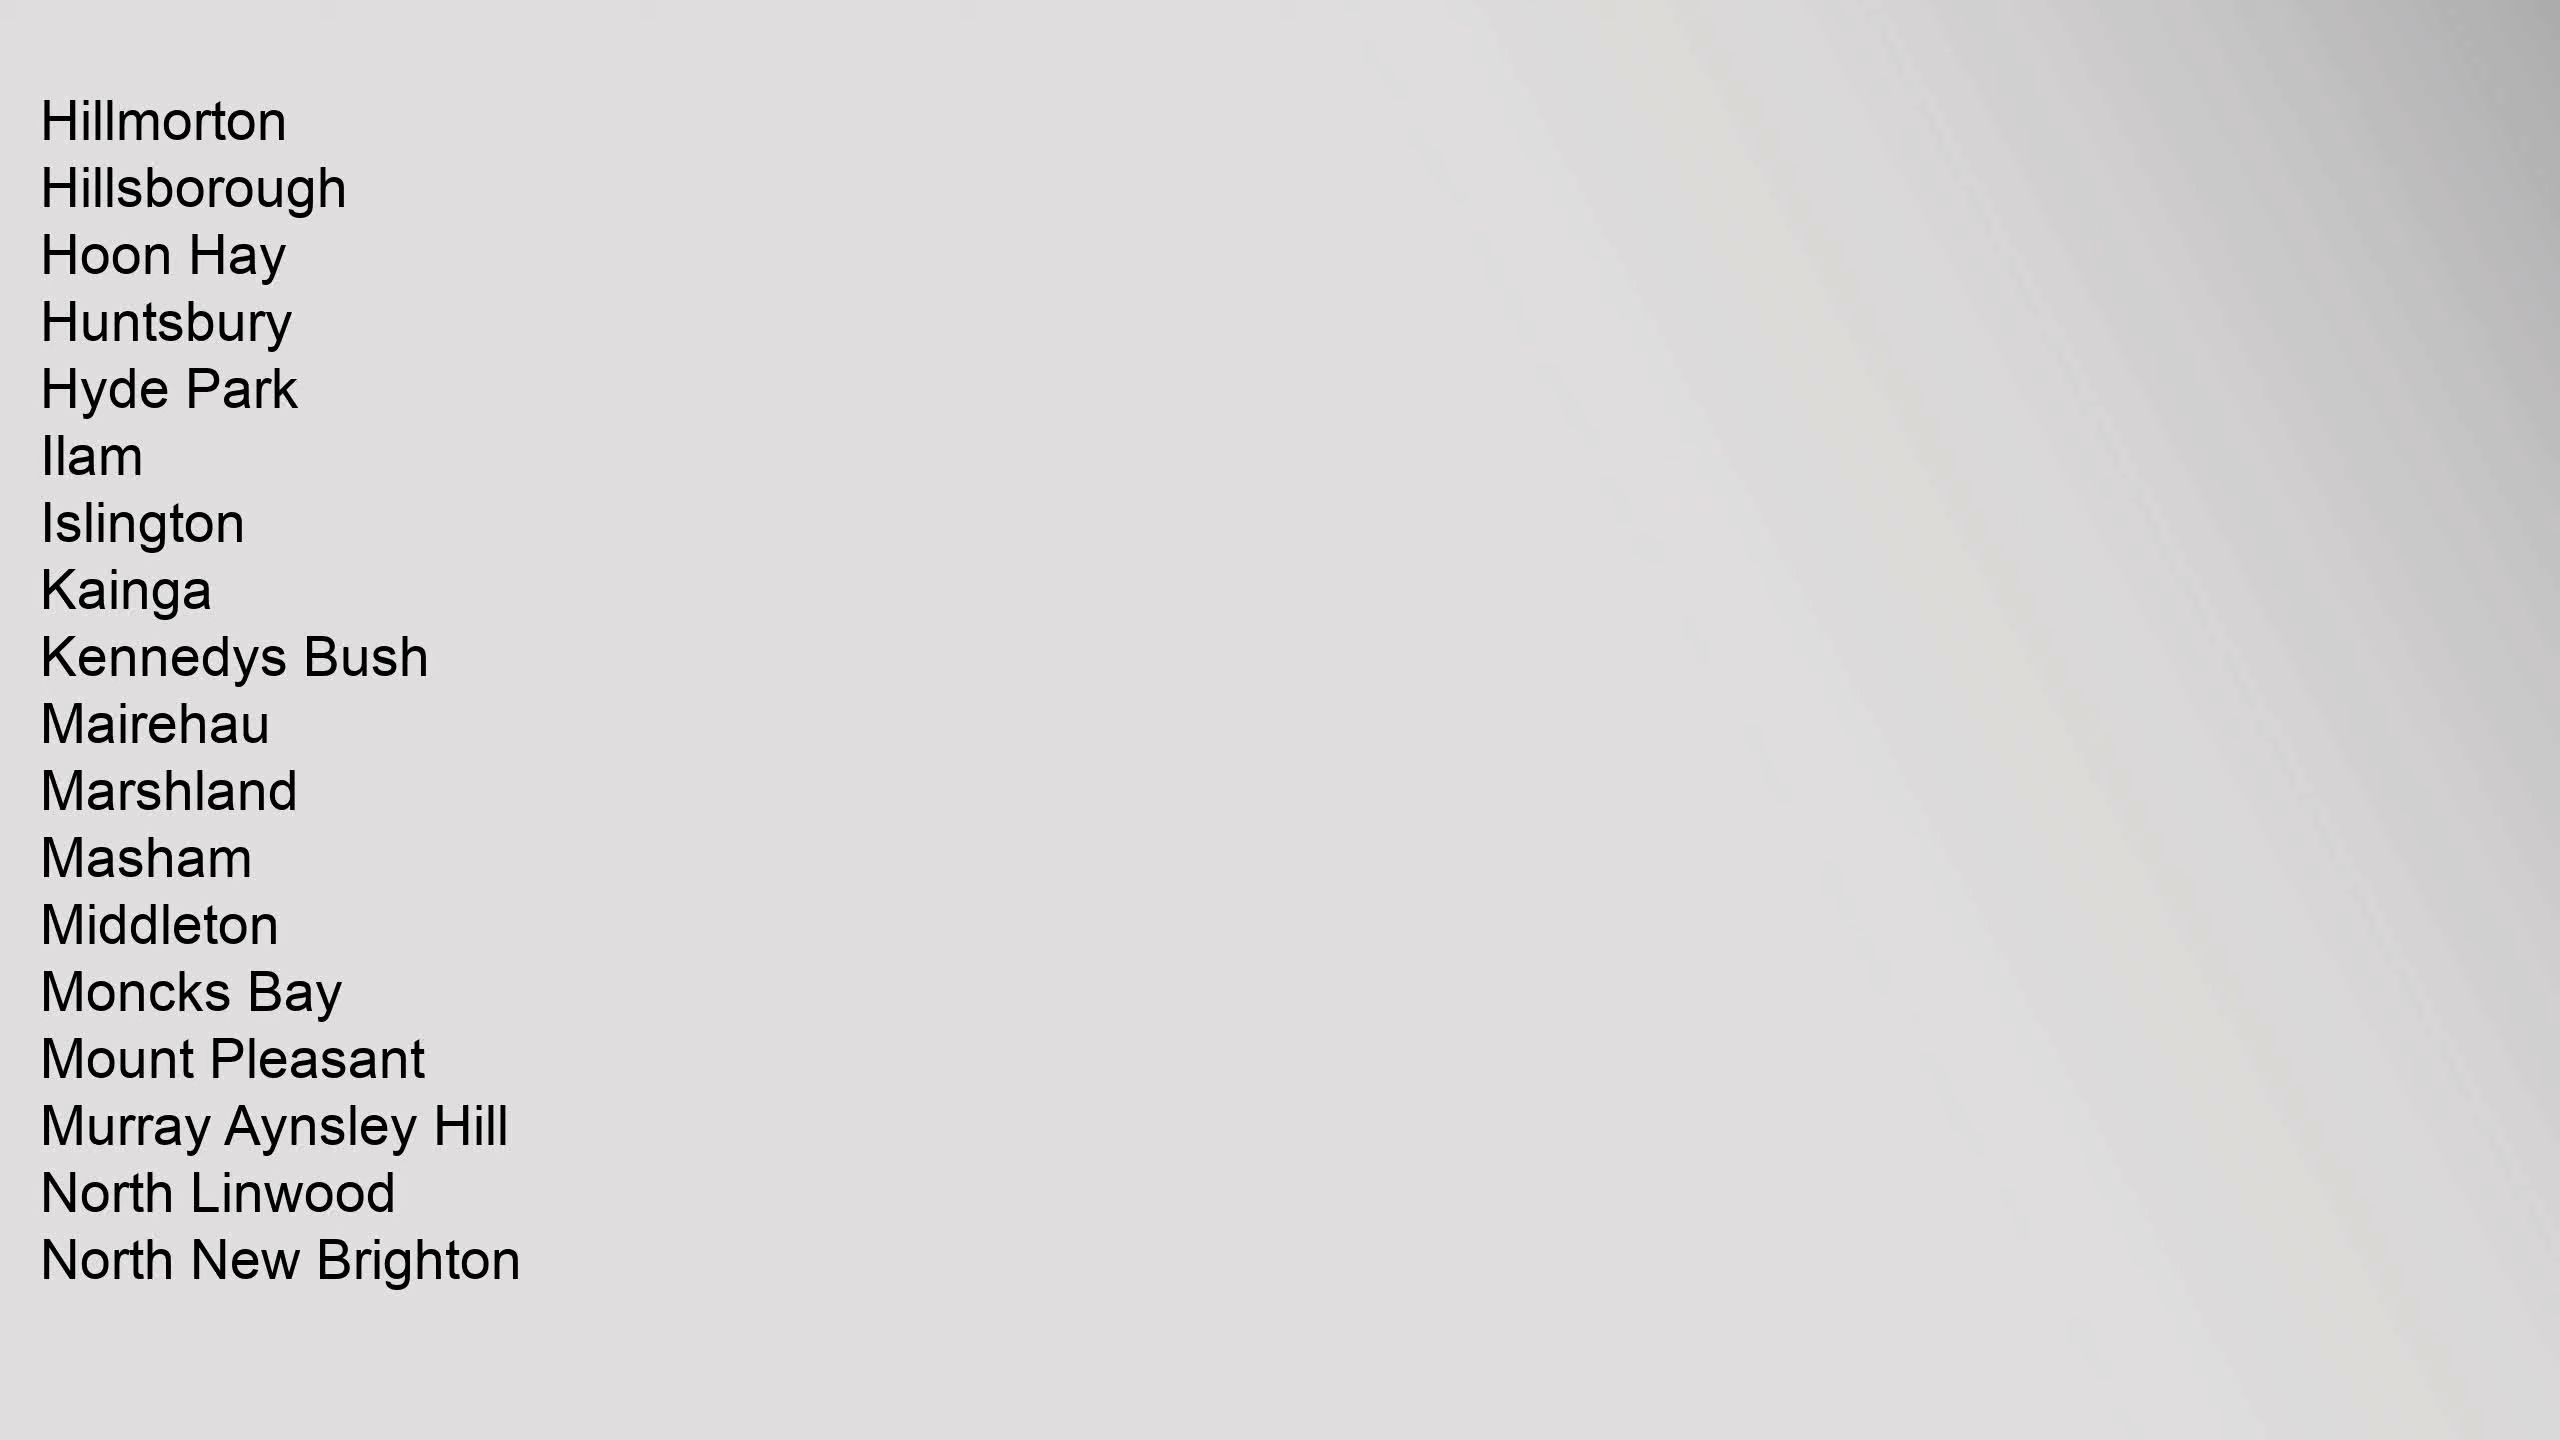 Hillmorton
Hillsborough
Hoon Hay
Huntsbury
Hyde Park
Ilam
Islington
Kainga
Kennedys Bush
Mairehau
Marshland
Masham
Middleton
Moncks Bay
Mount Pleasant
Murray Aynsley Hill
North Linwood
North New Brighton